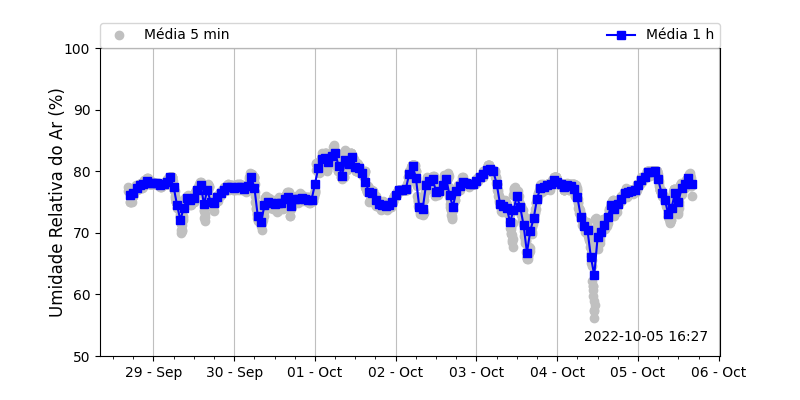 Média 5 min Média 1 h
100
90
80
70
60
50
Umidade Relativa do Ar (%)
2022-10-05 16:27
29 - Sep 30 - Sep 01 - Oct 02 - Oct 03 - Oct 04 - Oct 05 - Oct 06 - Oct